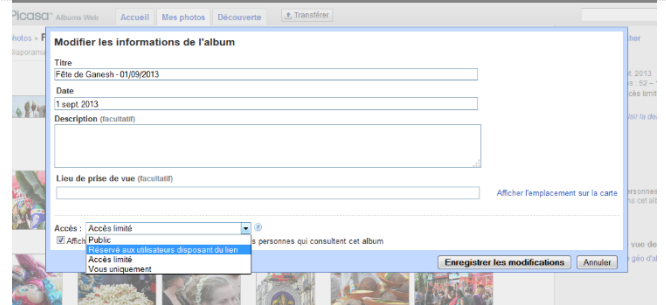 Picasa™ Albums Web Accueil Mes photos Découverte Transférer
Modifier les informations de l'album
Titre
Fête de Ganesh - 01/09/2013
Date
1 sept. 2013
Description (facultatif)
Lieu de prise de vue (facultatif)
Afficher l'emplacement sur la carte
Accès : Accès limité
Public
Affich personnes qui consultent cet album
Réservé aux utilisateurs disposant du lien
Accès limité
Vous uniquement
Enregistrer les modifications Annuler